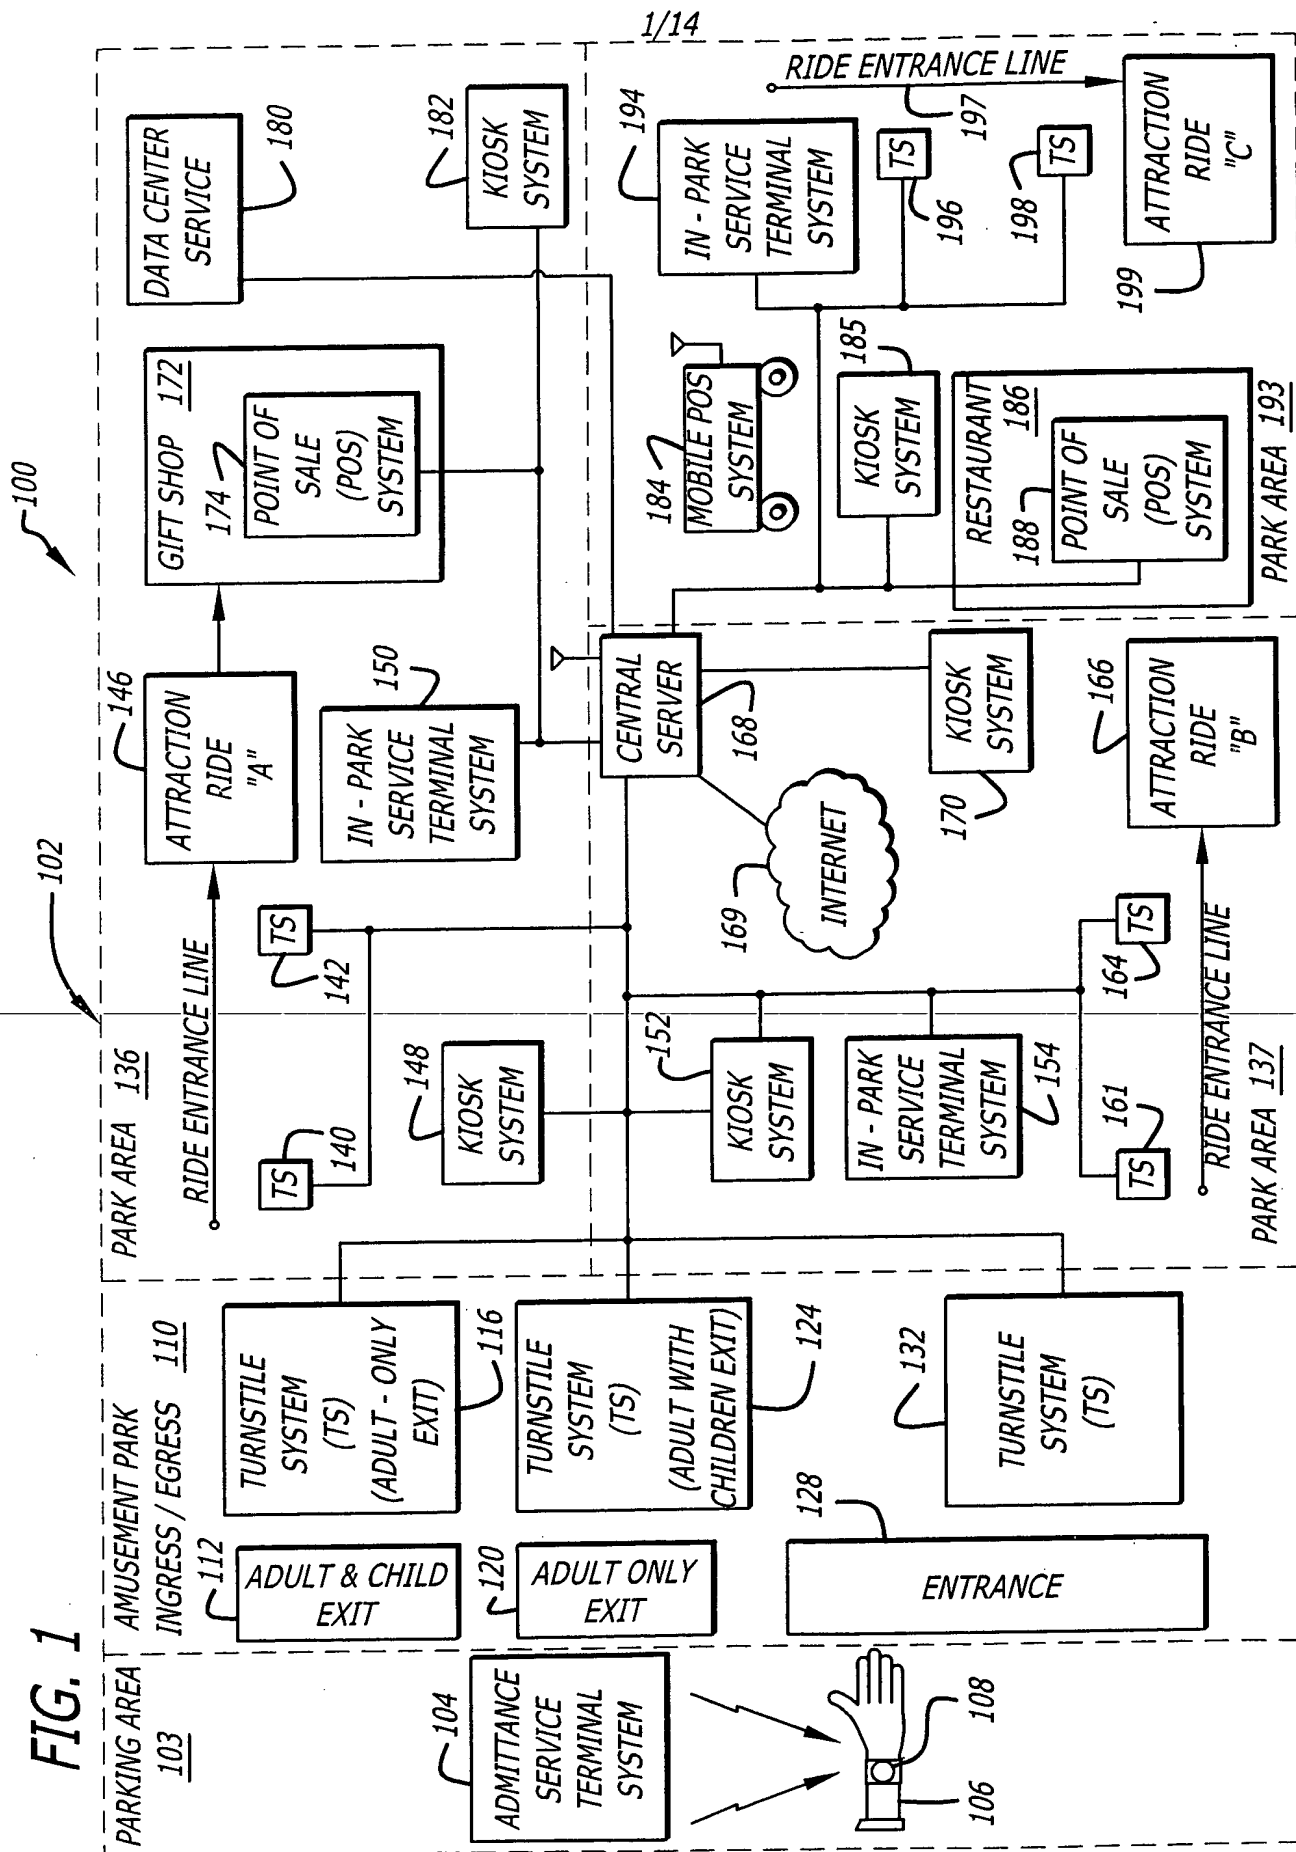 1/14
FIG. 1
100
102
PARKING AREA
103
104
ADMITTANCE
SERVICE
TERMINAL
SYSTEM
106
108
AMUSEMENT PARK
INGRESS / EGRESS 110
112
ADULT & CHILD
EXIT
120
ADULT ONLY
EXIT
128
ENTRANCE
TURNSTILE
SYSTEM
(TS)
(ADULT - ONLY
EXIT)
116
TURNSTILE
SYSTEM
(TS)
(ADULT WITH
CHILDREN EXIT)
124
132
TURNSTILE
SYSTEM
(TS)
PARK AREA 136
RIDE ENTRANCE LINE
TS
140
TS
142
146
ATTRACTION
RIDE
"A"
148
KIOSK
SYSTEM
150
IN - PARK
SERVICE
TERMINAL
SYSTEM
GIFT SHOP 172
174
POINT OF
SALE
(POS)
SYSTEM
DATA CENTER
SERVICE
180
182
KIOSK
SYSTEM
152
KIOSK
SYSTEM
IN - PARK
SERVICE
TERMINAL
SYSTEM
154
161
TS
164
TS
RIDE ENTRANCE LINE
PARK AREA 137
166
ATTRACTION
RIDE
"B"
CENTRAL
SERVER
168
169
INTERNET
170
KIOSK
SYSTEM
184
MOBILE POS
SYSTEM
185
KIOSK
SYSTEM
RESTAURANT
186
188
POINT OF
SALE
(POS)
SYSTEM
PARK AREA 193
194
IN - PARK
SERVICE
TERMINAL
SYSTEM
TS
196
RIDE ENTRANCE LINE
197
198
TS
199
ATTRACTION
RIDE
"C"